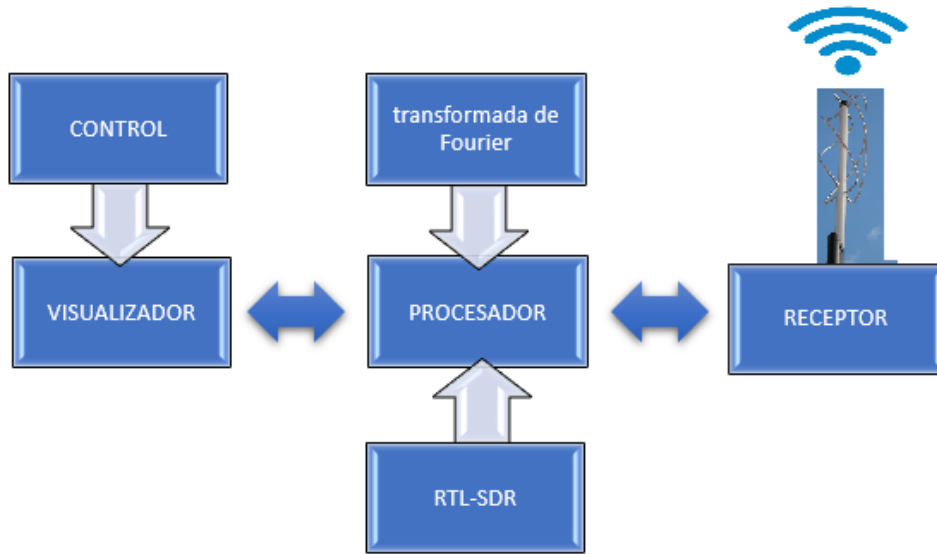 CONTROL
transformada de
Fourier
VISUALIZADOR
PROCESADOR
RECEPTOR
RTL-SDR